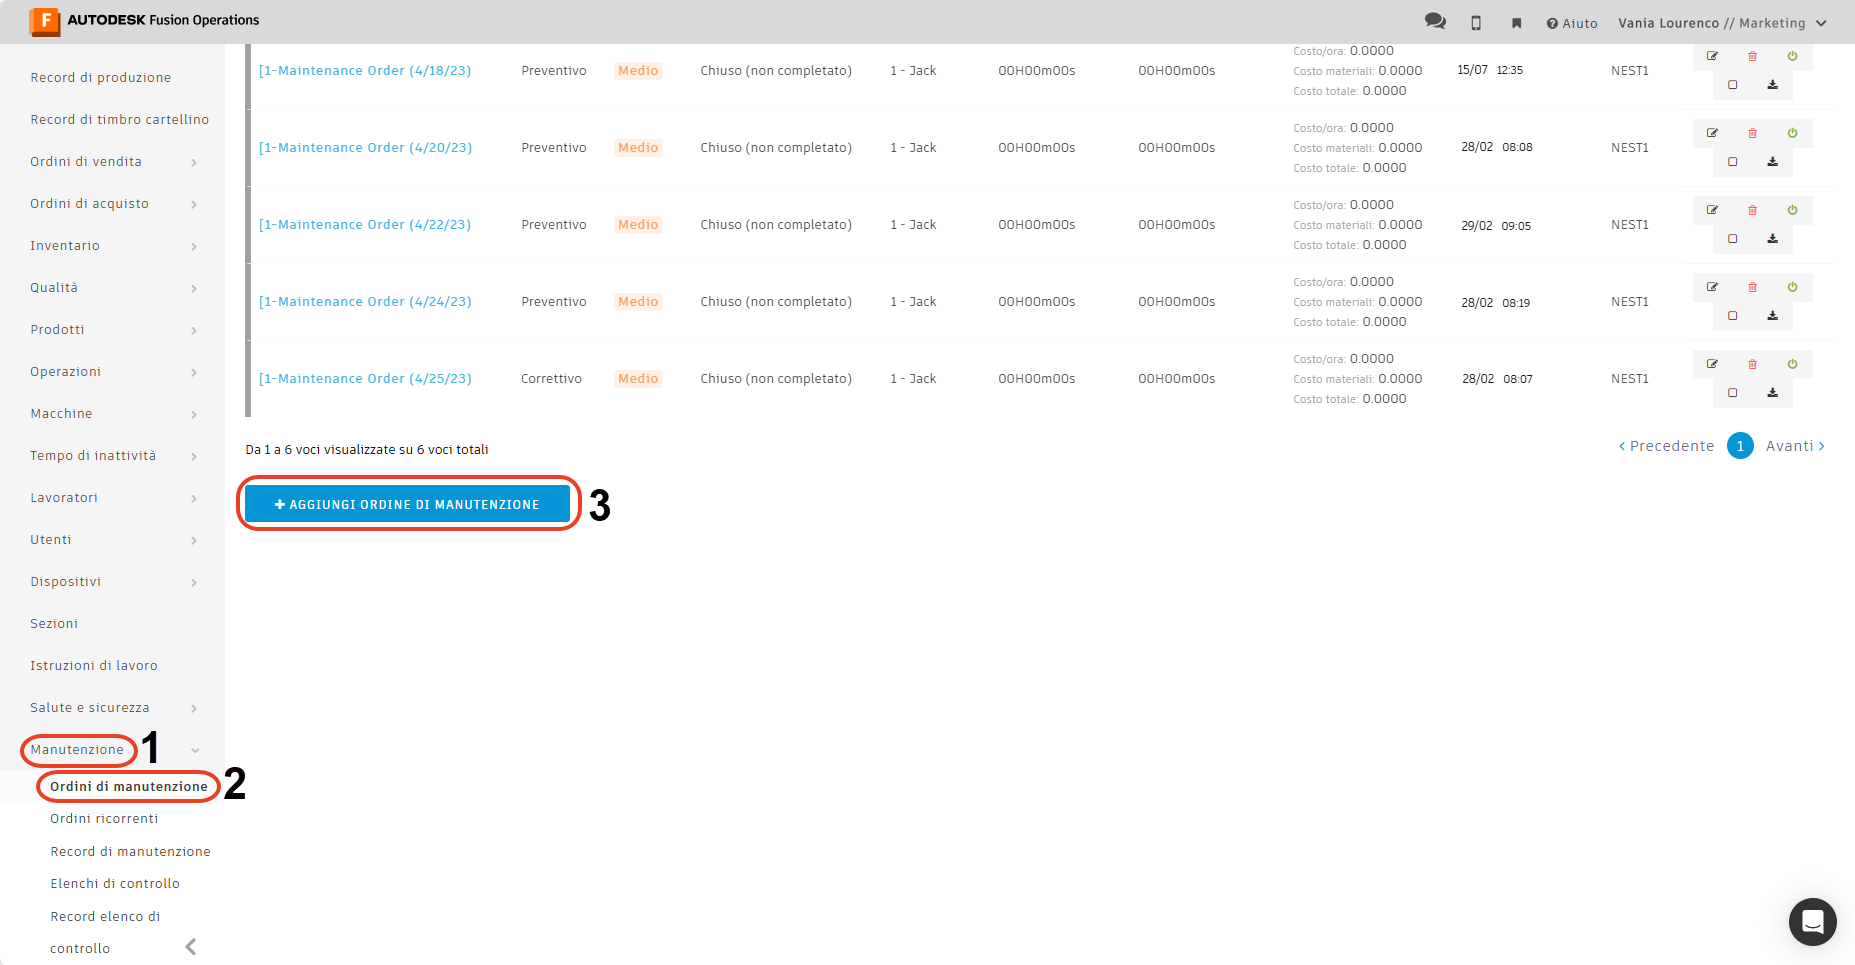 F AUTODESK Fusion Operations
Aiuto Vania Lourenco // Marketing
Record di produzione
Record di timbro cartellino
Ordini di vendita
Ordini di acquisto
Inventario
Qualità
Prodotti
Operazioni
Macchine
Tempo di inattività
Lavoratori
Utenti
Dispositivi
Sezioni
Istruzioni di lavoro
Salute e sicurezza
Manutenzione 1
Ordini di manutenzione 2
Ordini ricorrenti
Record di manutenzione
Elenchi di controllo
Record elenco di
controllo
Costo/ora: 0.0000
[1-Maintenance Order (4/18/23) Preventivo Medio Chiuso (non completato) 1 - Jack 00H00m00s 00H00m00s Costo materiali: 0.0000 15/07 12:35 NEST1
Costo totale: 0.0000
Costo/ora: 0.0000
[1-Maintenance Order (4/20/23) Preventivo Medio Chiuso (non completato) 1 - Jack 00H00m00s 00H00m00s Costo materiali: 0.0000 28/02 08:08 NEST1
Costo totale: 0.0000
Costo/ora: 0.0000
[1-Maintenance Order (4/22/23) Preventivo Medio Chiuso (non completato) 1 - Jack 00H00m00s 00H00m00s Costo materiali: 0.0000 29/02 09:05 NEST1
Costo totale: 0.0000
Costo/ora: 0.0000
[1-Maintenance Order (4/24/23) Preventivo Medio Chiuso (non completato) 1 - Jack 00H00m00s 00H00m00s Costo materiali: 0.0000 28/02 08:19 NEST1
Costo totale: 0.0000
Costo/ora: 0.0000
[1-Maintenance Order (4/25/23) Correttivo Medio Chiuso (non completato) 1 - Jack 00H00m00s 00H00m00s Costo materiali: 0.0000 28/02 08:07 NEST1
Costo totale: 0.0000
Da 1 a 6 voci visualizzate su 6 voci totali
‹ Precedente 1 Avanti ›
+ AGGIUNGI ORDINE DI MANUTENZIONE 3